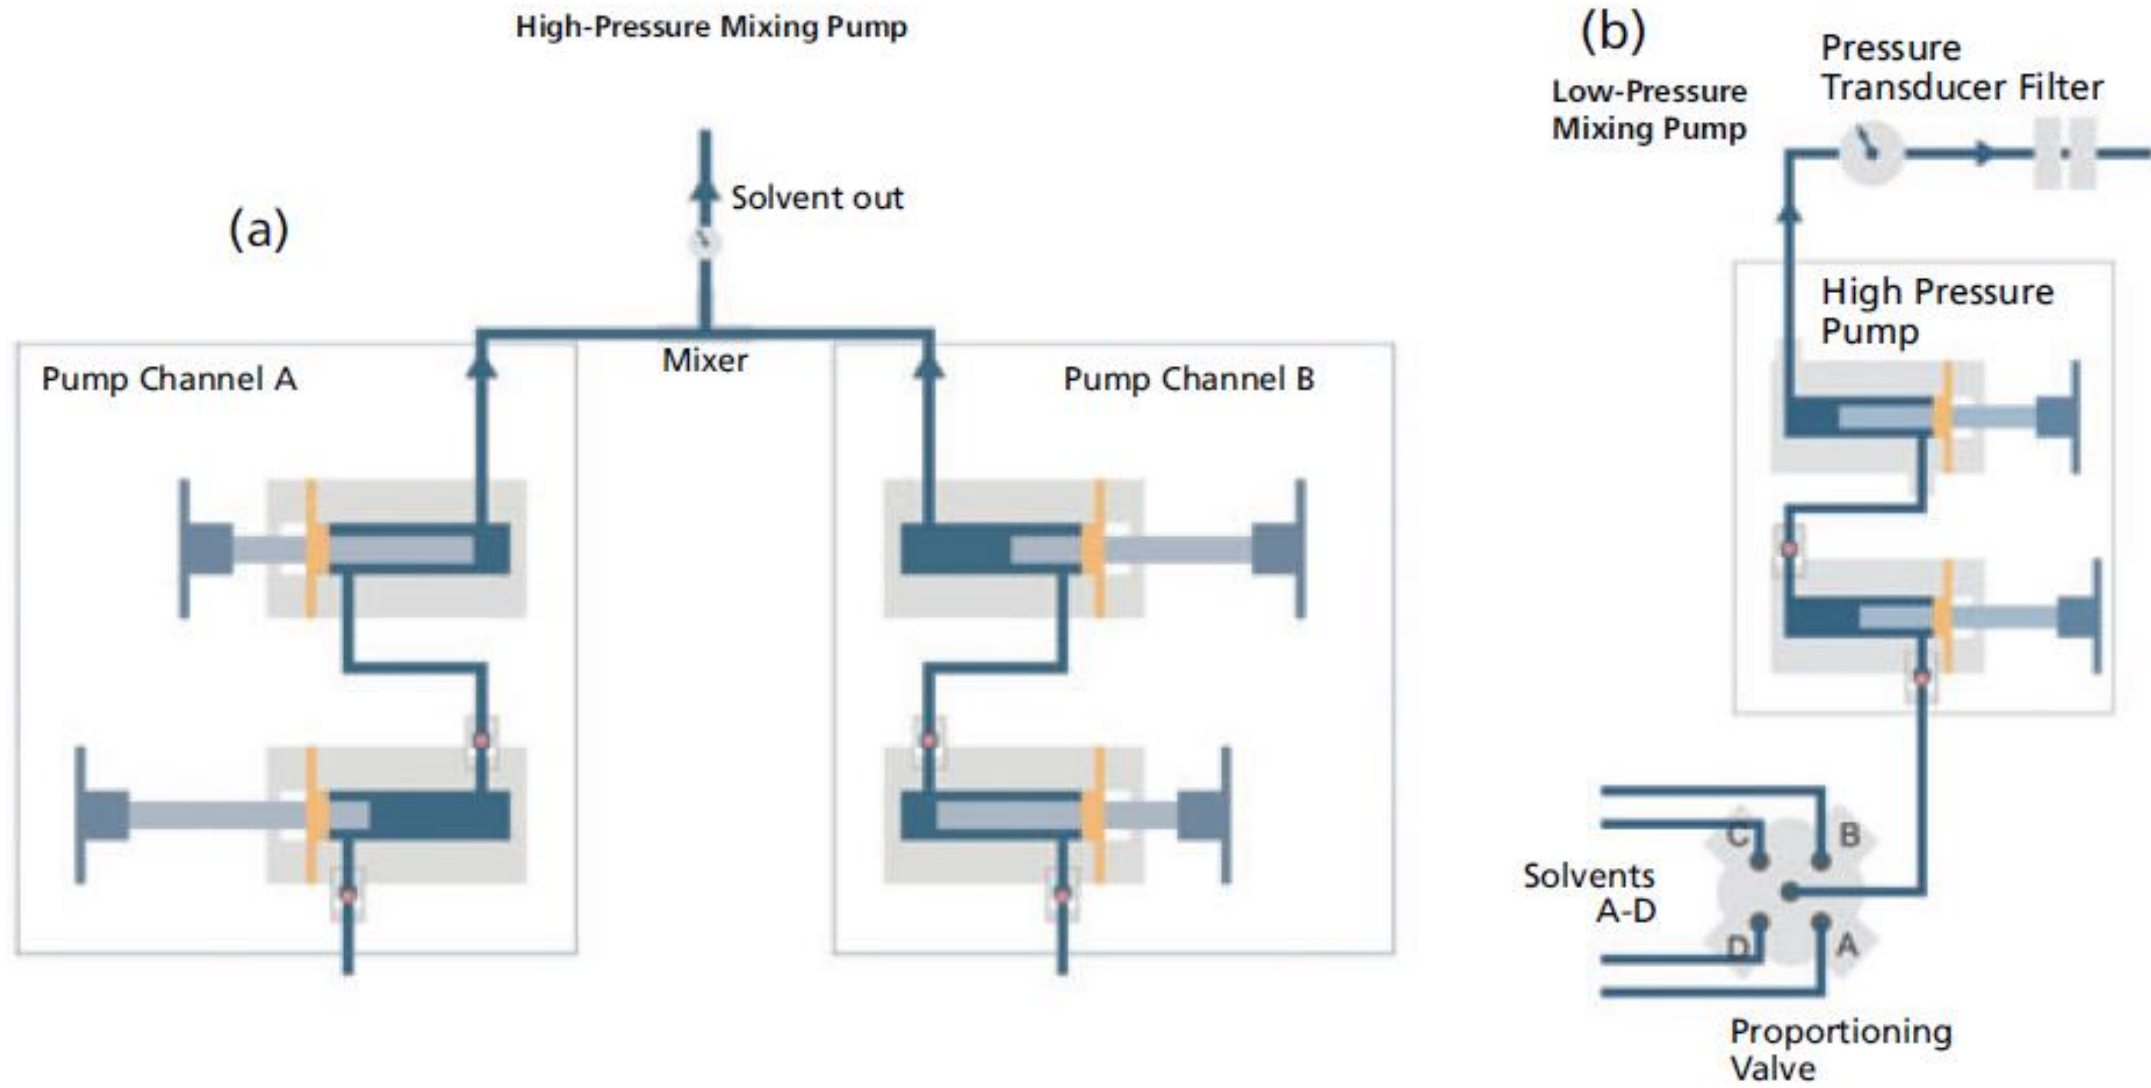 High-Pressure Mixing Pump
(a)
Solvent out
Mixer
Pump Channel A
Pump Channel B
(b)
Low-Pressure
Mixing Pump
Pressure
Transducer Filter
High Pressure
Pump
C
B
Solvents
A-D
D
A
Proportioning
Valve